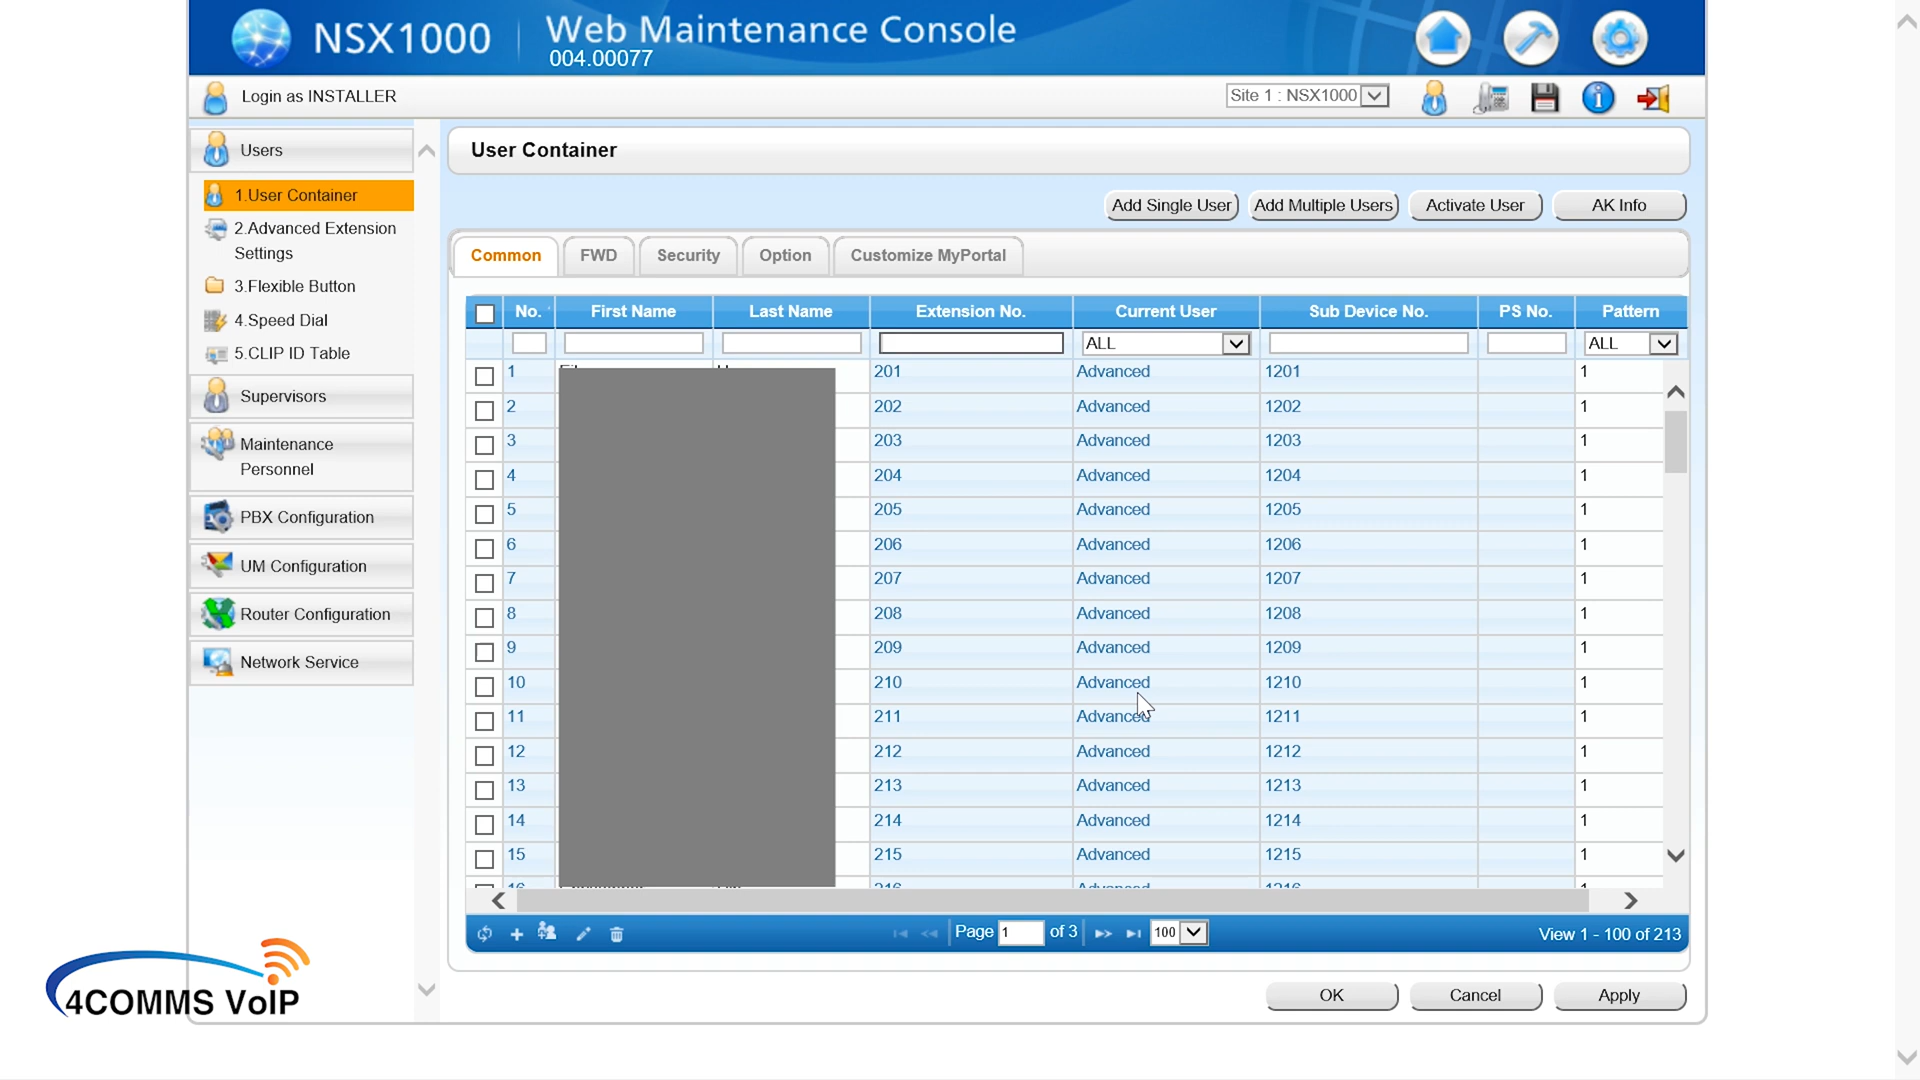 NSX1000
Web Maintenance Console
004.00077
Login as INSTALLER
Site 1 : NSX1000
Users
1.User Container
2.Advanced Extension
Settings
3.Flexible Button
4.Speed Dial
5.CLIP ID Table
Supervisors
Maintenance
Personnel
PBX Configuration
UM Configuration
Router Configuration
Network Service
User Container
Add Single User
Add Multiple Users
Activate User
AK Info
Common
FWD
Security
Option
Customize MyPortal
No. First Name Last Name Extension No. Current User Sub Device No. PS No. Pattern
ALL ALL
1 201 Advanced 1201 1
2 202 Advanced 1202 1
3 203 Advanced 1203 1
4 204 Advanced 1204 1
5 205 Advanced 1205 1
6 206 Advanced 1206 1
7 207 Advanced 1207 1
8 208 Advanced 1208 1
9 209 Advanced 1209 1
10 210 Advanced 1210 1
11 211 Advanced 1211 1
12 212 Advanced 1212 1
13 213 Advanced 1213 1
14 214 Advanced 1214 1
15 215 Advanced 1215 1
16 216 Advanced 1216
Page 1 of 3 100 View 1 - 100 of 213
OK
Cancel
Apply
4COMMS VoIP